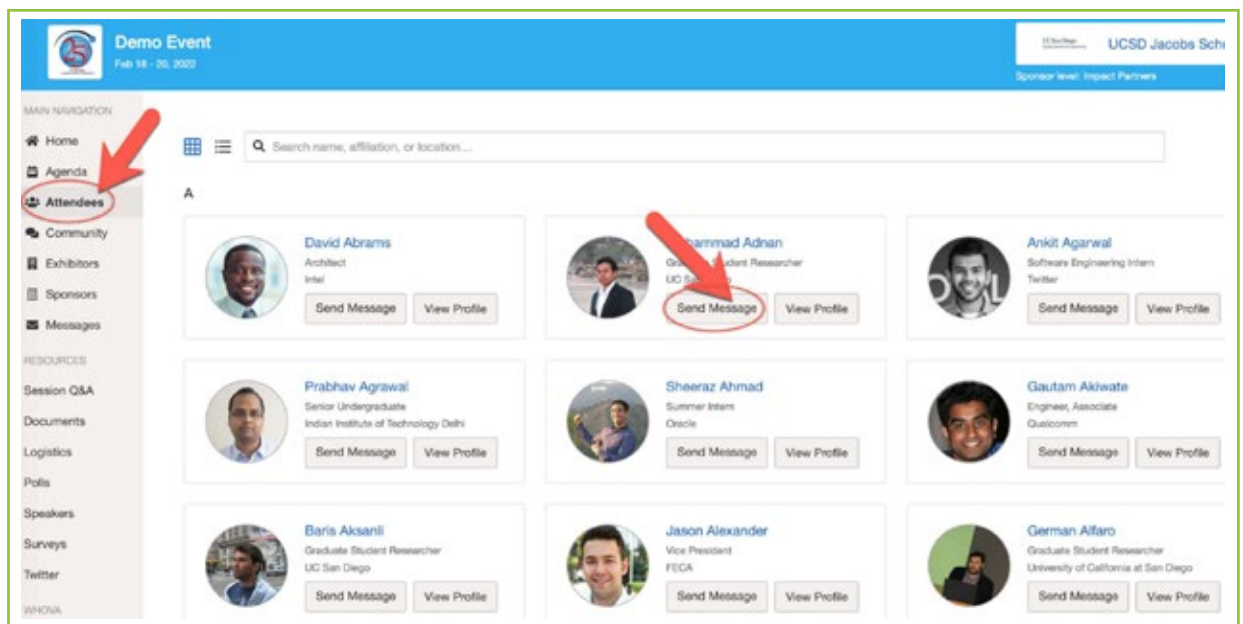 Demo Event
Feb 18 - 20, 2022
UCSD Jacobs Sch
Sponsor level: Impact Partners
MAIN NAVIGATION
Home
Agenda
Attendees
Community
Exhibitors
Sponsors
Messages
RESOURCES
Session Q&A
Documents
Logistics
Polls
Speakers
Surveys
Twitter
WHOVA
Search name, affiliation, or location...
A
David Abrams
Architect
Intel
Send Message View Profile
Adnan
Student Researcher
UC
Send Message View Profile
Ankit Agarwal
Software Engineering Intern
Twitter
Send Message View Profile
Prabhav Agrawal
Senior Undergraduate
Indian Institute of Technology Delhi
Send Message View Profile
Sheeraz Ahmad
Summer Intern
Oracle
Send Message View Profile
Gautam Akiwate
Engineer, Associate
Qualcomm
Send Message View Profile
Baris Aksanli
Graduate Student Researcher
UC San Diego
Send Message View Profile
Jason Alexander
Vice President
FECA
Send Message View Profile
German Alfaro
Graduate Student Researcher
University of California at San Diego
Send Message View Profile